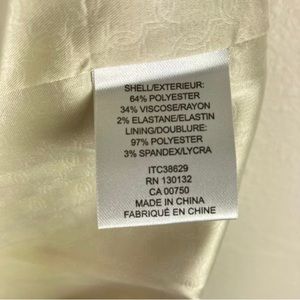 SHELL/EXTERIEUR:
64% POLYESTER
34% VISCOSE/RAYON
2% ELASTANE/ELASTIN
LINING/DOUBLURE:
97% POLYESTER
3% SPANDEX/LYCRA
ITC38629
RN 130132
CA 00750
MADE IN CHINA
FABRIQUÉ EN CHINE